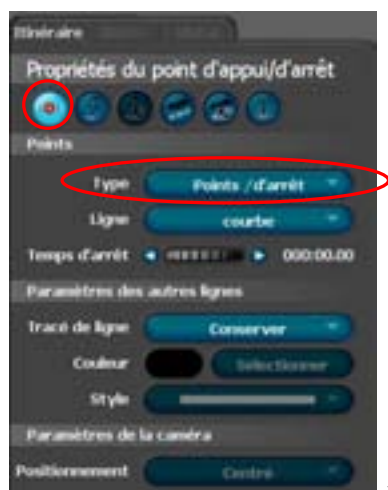 Itinéraire
Propriétés du point d'appui/d'arrêt
Points
Type Points /d'arrêt
Ligne courbe
Temps d'arrêt 000:00.00
Paramètres des autres lignes
Tracé de ligne Conserver
Couleur Sélectionner
Style
Paramètres de la caméra
Positionnement Centré